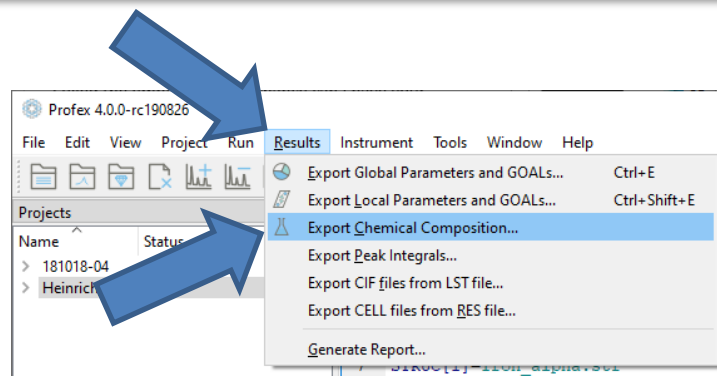 Profex 4.0.0-rc190826
File Edit View Project Run Results Instrument Tools Window Help
Export Global Parameters and GOALs... Ctrl+E
Export Local Parameters and GOALs... Ctrl+Shift+E
Projects
Export Chemical Composition...
Name Status
Export Peak Integrals...
181018-04
Export CIF files from LST file...
Heinrich
Export CELL files from RES file...
Generate Report...